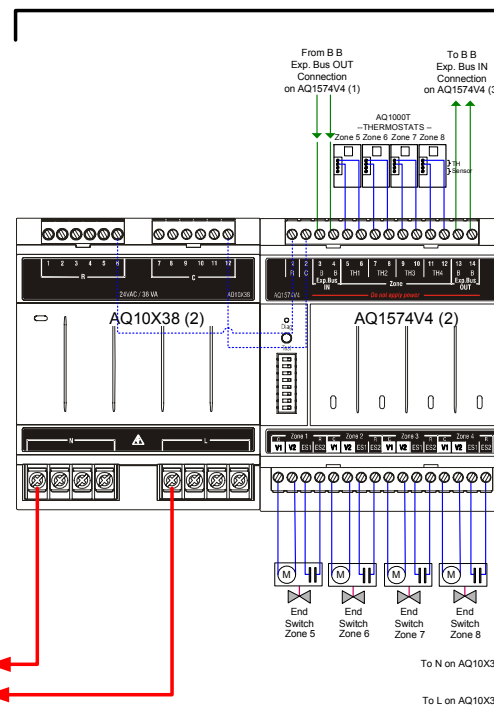 From B B
Exp. Bus OUT
Connection
on AQ1574V4 (1)
To B B
Exp. Bus IN
Connection
on AQ1574V4 (3
AQ1000T
--THERMOSTATS --
Zone 5 Zone 6 Zone 7 Zone 8
TH
Sensor
1 2 3 4 5 6 7 8 9 10 11 12
R C
24VAC / 38 VA AQ10X38
1 2 3 4 5 6 7 8 9 10 11 12 13 14
R C B B TH1 TH2 TH3 TH4 B B
Exp.Bus
IN
Zone
Exp.Bus
OUT
AQ1574V4
Do not apply power
AQ10X38 (2)
AQ1574V4 (2)
Diag
N L
Zone 1 Zone 2 Zone 3 Zone 4
V1 V2 ES1 ES2 V1 V2 ES1 ES2 V1 V2 ES1 ES2 V1 V2 ES1 ES2
M M M M
End
Switch
Zone 5
End
Switch
Zone 6
End
Switch
Zone 7
End
Switch
Zone 8
To N on AQ10X3
To L on AQ10X3